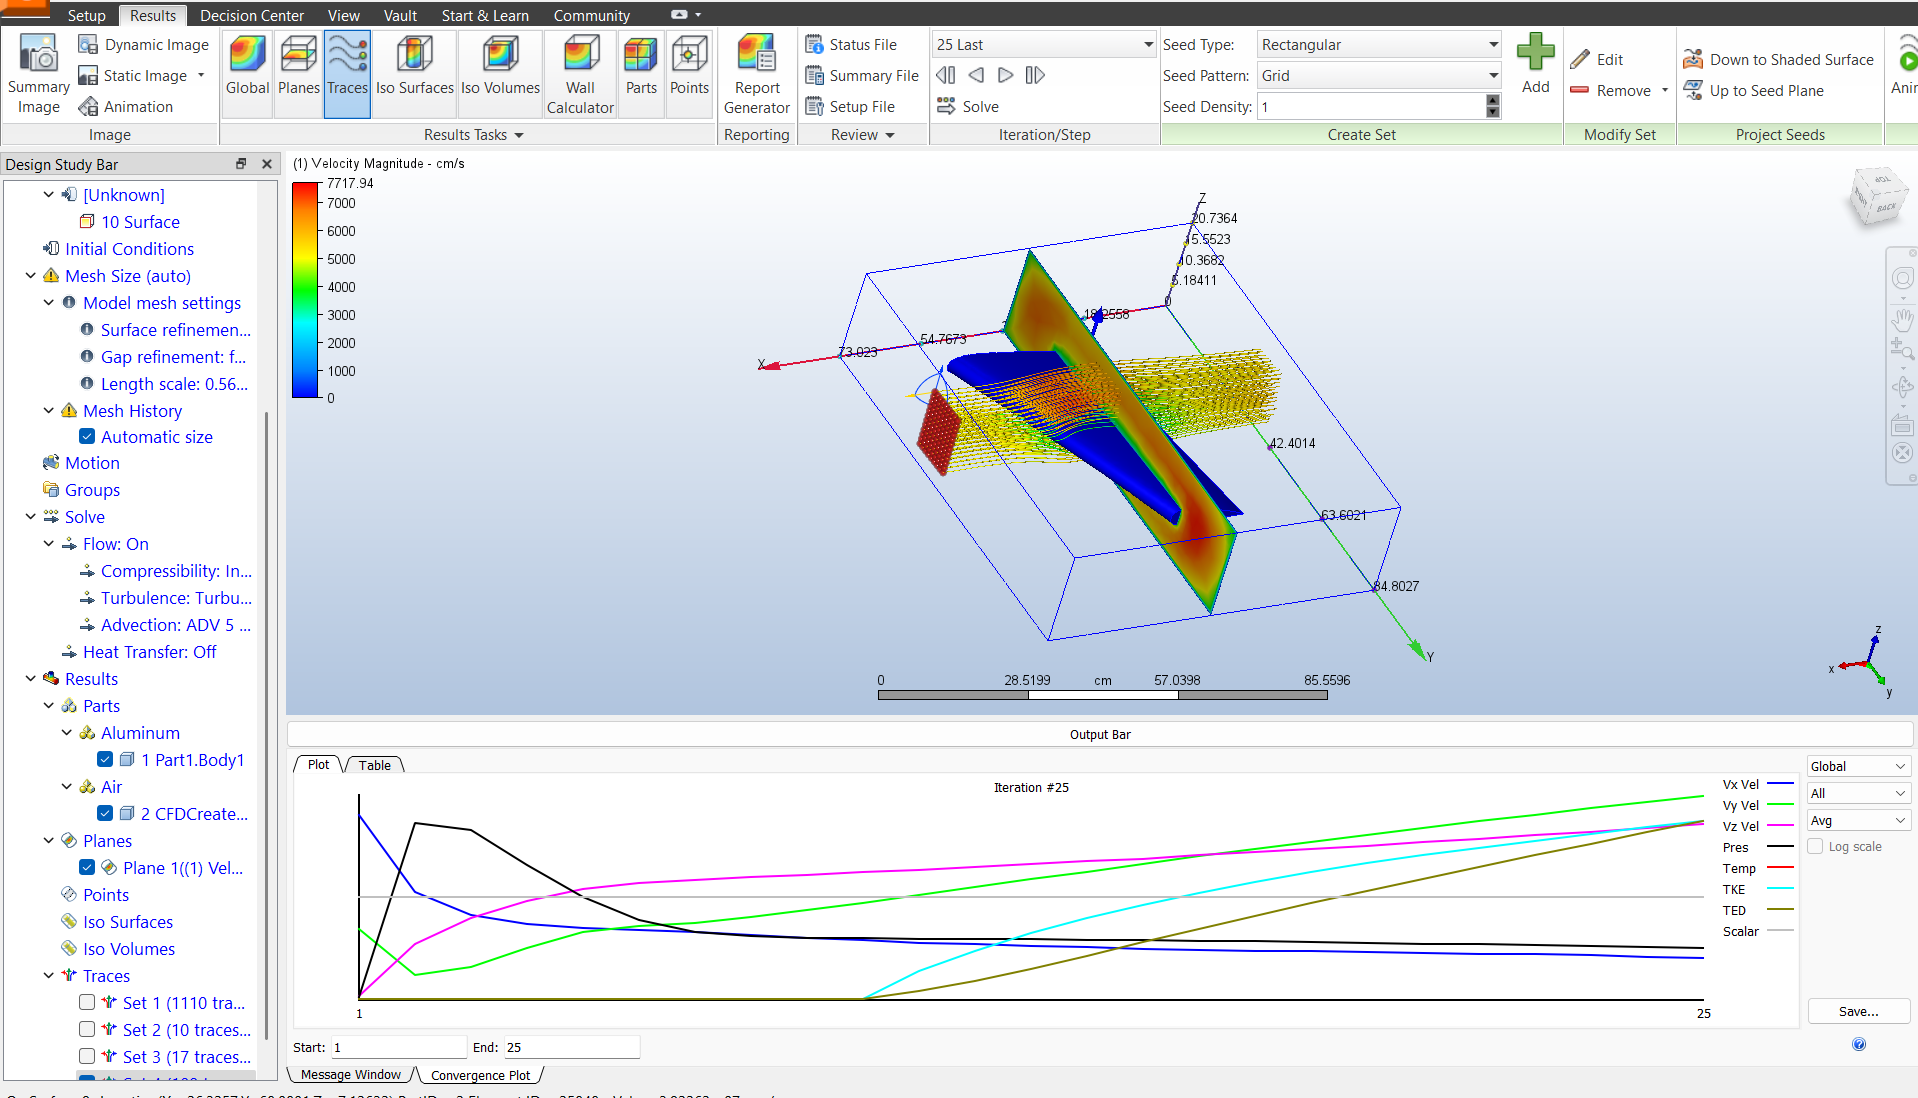 Setup Results Decision Center View Vault Start & Learn Community
Summary Image
Dynamic Image
Static Image
Animation
Image
Global Planes Traces Iso Surfaces Iso Volumes Wall Calculator Parts Points
Results Tasks
Report Generator
Reporting
Status File
Summary File
Setup File
Review
25 Last
Solve
Iteration/Step
Seed Type: Rectangular
Seed Pattern: Grid
Seed Density: 1
Add
Create Set
Edit
Remove
Modify Set
Down to Shaded Surface
Up to Seed Plane
Project Seeds
Design Study Bar
[Unknown]
10 Surface
Initial Conditions
Mesh Size (auto)
Model mesh settings
Surface refinemen...
Gap refinement: f...
Length scale: 0.56...
Mesh History
Automatic size
Motion
Groups
Solve
Flow: On
Compressibility: In...
Turbulence: Turbu...
Advection: ADV 5 ...
Heat Transfer: Off
Results
Parts
Aluminum
1 Part1.Body1
Air
2 CFDCreate...
Planes
Plane 1((1) Vel...
Points
Iso Surfaces
Iso Volumes
Traces
Set 1 (1110 tra...
Set 2 (10 traces...
Set 3 (17 traces...
(1) Velocity Magnitude - cm/s
7717.94
7000
6000
5000
4000
3000
2000
1000
0
Z
20.7364
15.5523
10.3682
5.18411
0
18.2558
54.7673
73.023
X
42.4014
63.6021
84.8027
Y
TOP
BACK
z
x
y
0 28.5199 cm 57.0398 85.5596
Output Bar
Plot Table
Iteration #25
1 25
Vx Vel
Vy Vel
Vz Vel
Pres
Temp
TKE
TED
Scalar
Global
All
Avg
Log scale
Save...
Start: 1 End: 25
Message Window Convergence Plot